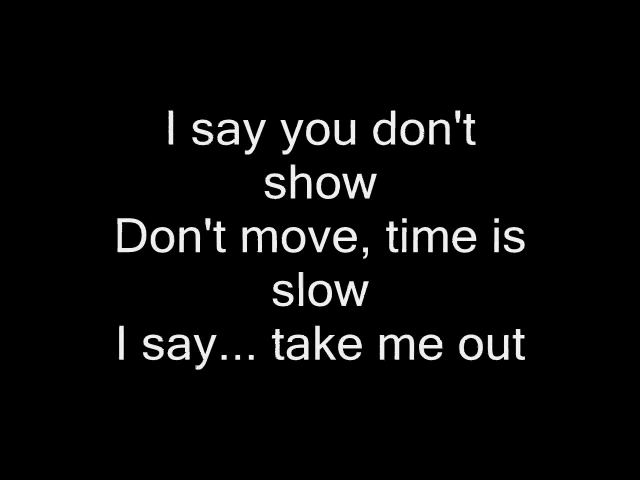 I say you don't
show
Don't move, time is
slow
I say... take me out